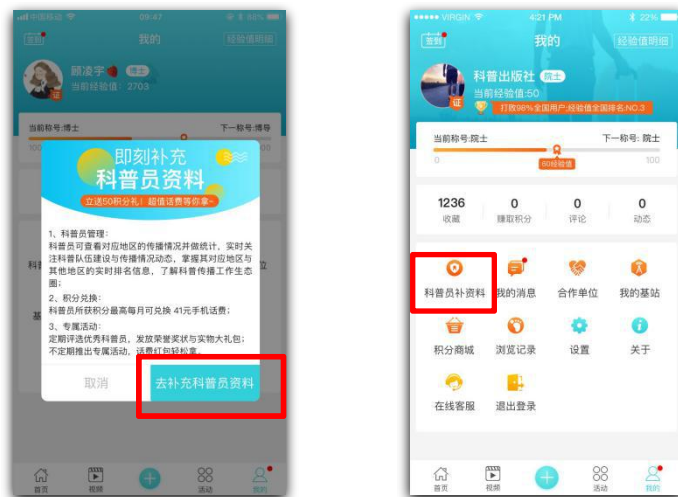 中国移动
09:47
88%
签到
我的
经验值明细
顾凌宇
博士
当前经验值: 2703
证
当前称号:博士
下一称号:博导
即刻补充
科普员资料
立送50积分礼! 超值话费等你拿~
1、科普员管理:
科普员可查看对应地区的传播情况并做统计,实时关
注科普队伍建设与传播情况动态,掌握其对应地区与
其他地区的实时排名信息,了解科普传播工作生态
圈;
2、积分兑换:
科普员所获积分最高每月可兑换 41元手机话费;
3、专属活动:
定期评选优秀科普员,发放荣誉奖状与实物大礼包;
不定期推出专属活动,话费红包轻松拿。
取消
去补充科普员资料
首页
视频
活动
我的
VIRGIN
4:21 PM
22%
签到
我的
经验值明细
科普出版社
院士
当前经验值:50
证
打败98%全国用户;经验值全国排名:NO.3
当前称号:院士
下一称号: 院士
0
50经验值
100
1236
0
0
0
收藏
赚取积分
评论
动态
科普员补资料
我的消息
合作单位
我的基站
积分商城
浏览记录
设置
关于
在线客服
退出登录
首页
视频
活动
我的